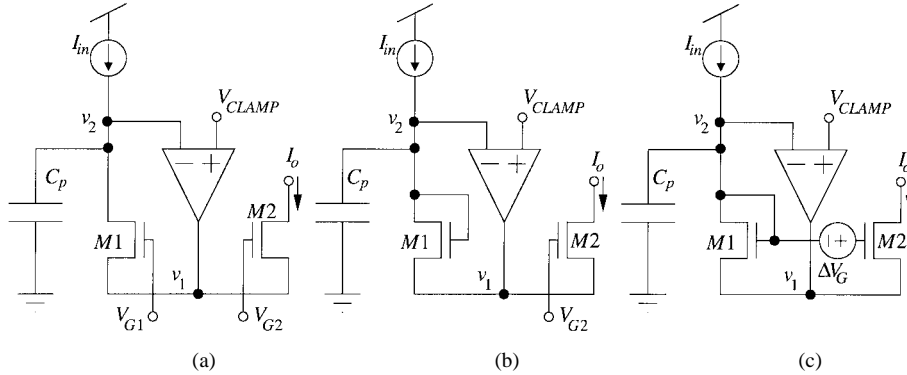 I_in
V_CLAMP
v_2
C_p
I_o
M1
M2
v_1
V_G1
V_G2
(a)
I_in
V_CLAMP
v_2
C_p
I_o
M1
M2
v_1
V_G2
(b)
I_in
V_CLAMP
v_2
C_p
I_o
M1
M2
ΔV_G
v_1
(c)